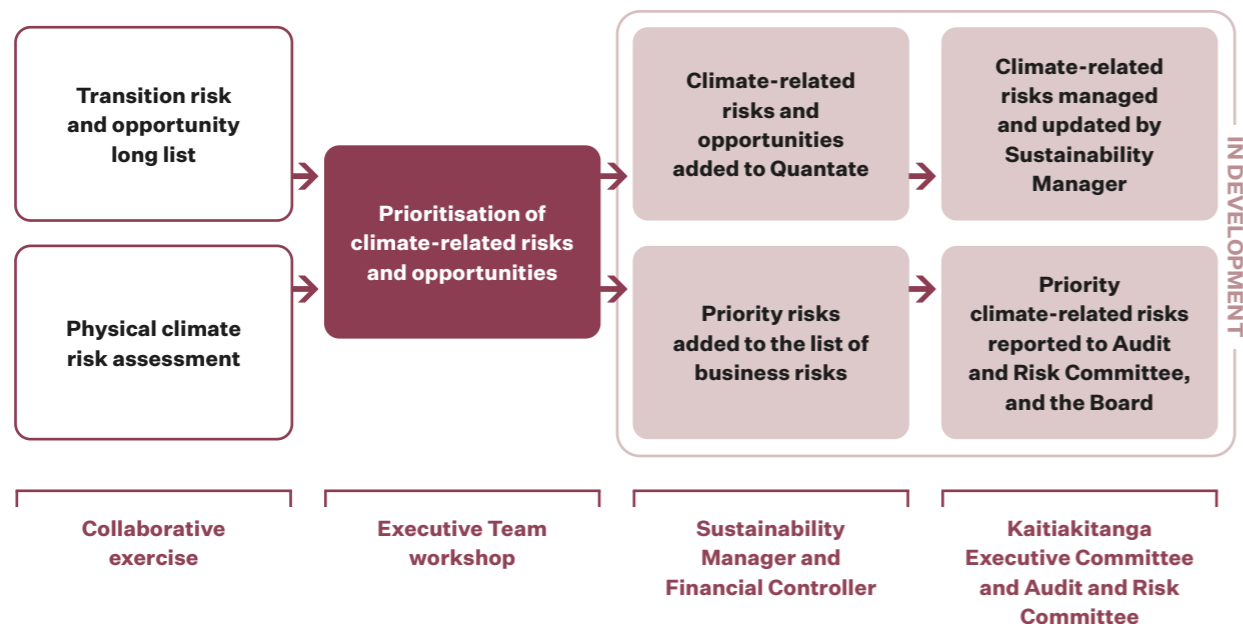 Transition risk
and opportunity
long list
Physical climate
risk assessment
Prioritisation of
climate-related risks
and opportunities
Climate-related
risks and
opportunities
added to Quantate
Priority risks
added to the list of
business risks
Climate-related
risks managed
and updated by
Sustainability
Manager
Priority
climate-related risks
reported to Audit
and Risk Committee,
and the Board
IN DEVELOPMENT
Collaborative
exercise
Executive Team
workshop
Sustainability
Manager and
Financial Controller
Kaitiakitanga
Executive Committee
and Audit and Risk
Committee